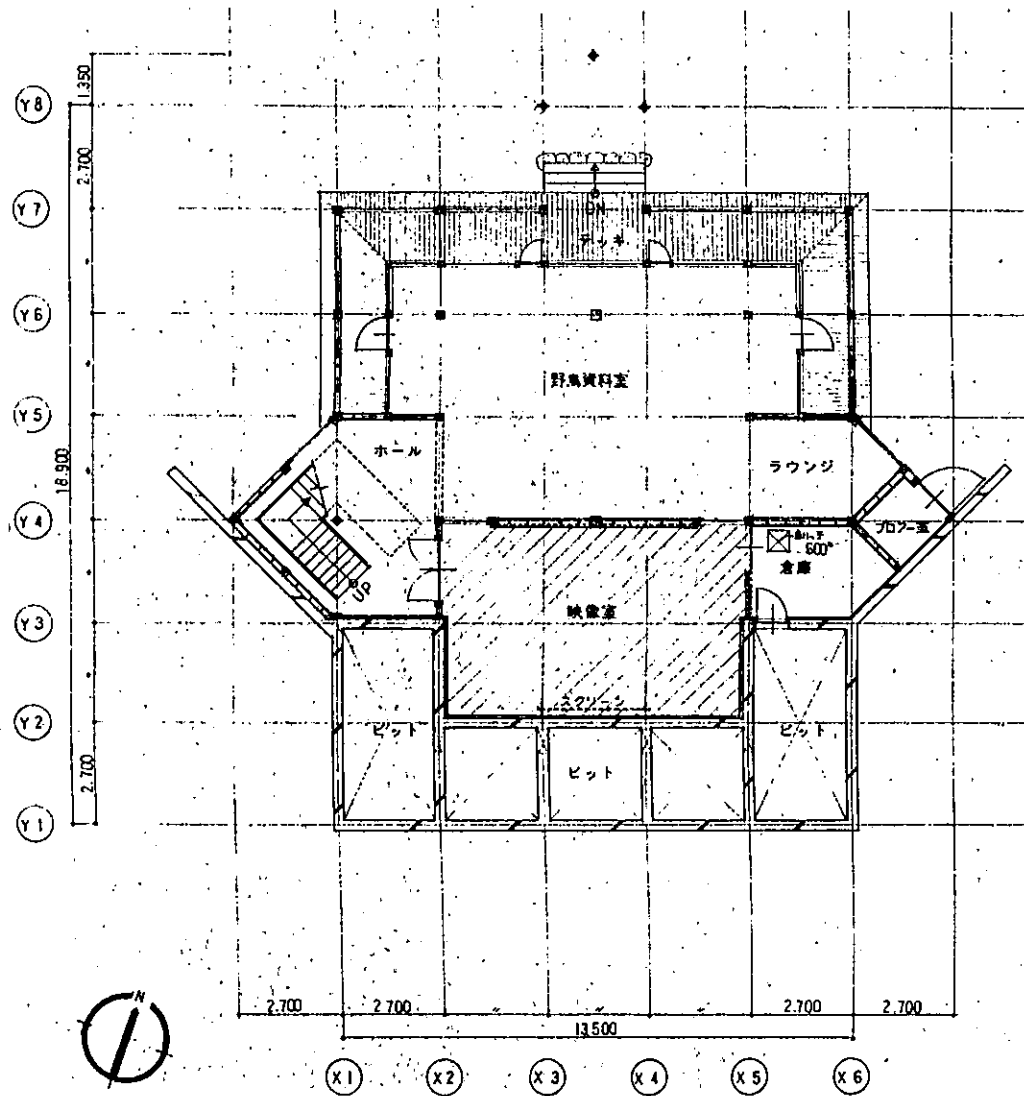 1.350
Y8
2.700
Y7
DN
デッキ
Y6
野鳥資料室
Y5
ホール
ラウンジ
18.900
Y4
ブロアー室
600
倉庫
UP
映像室
Y3
スクリーン
Y2
ピット
ピット
ピット
2.700
Y1
N
2.700
2.700
2.700
2.700
13.500
X1
X2
X3
X4
X5
X6